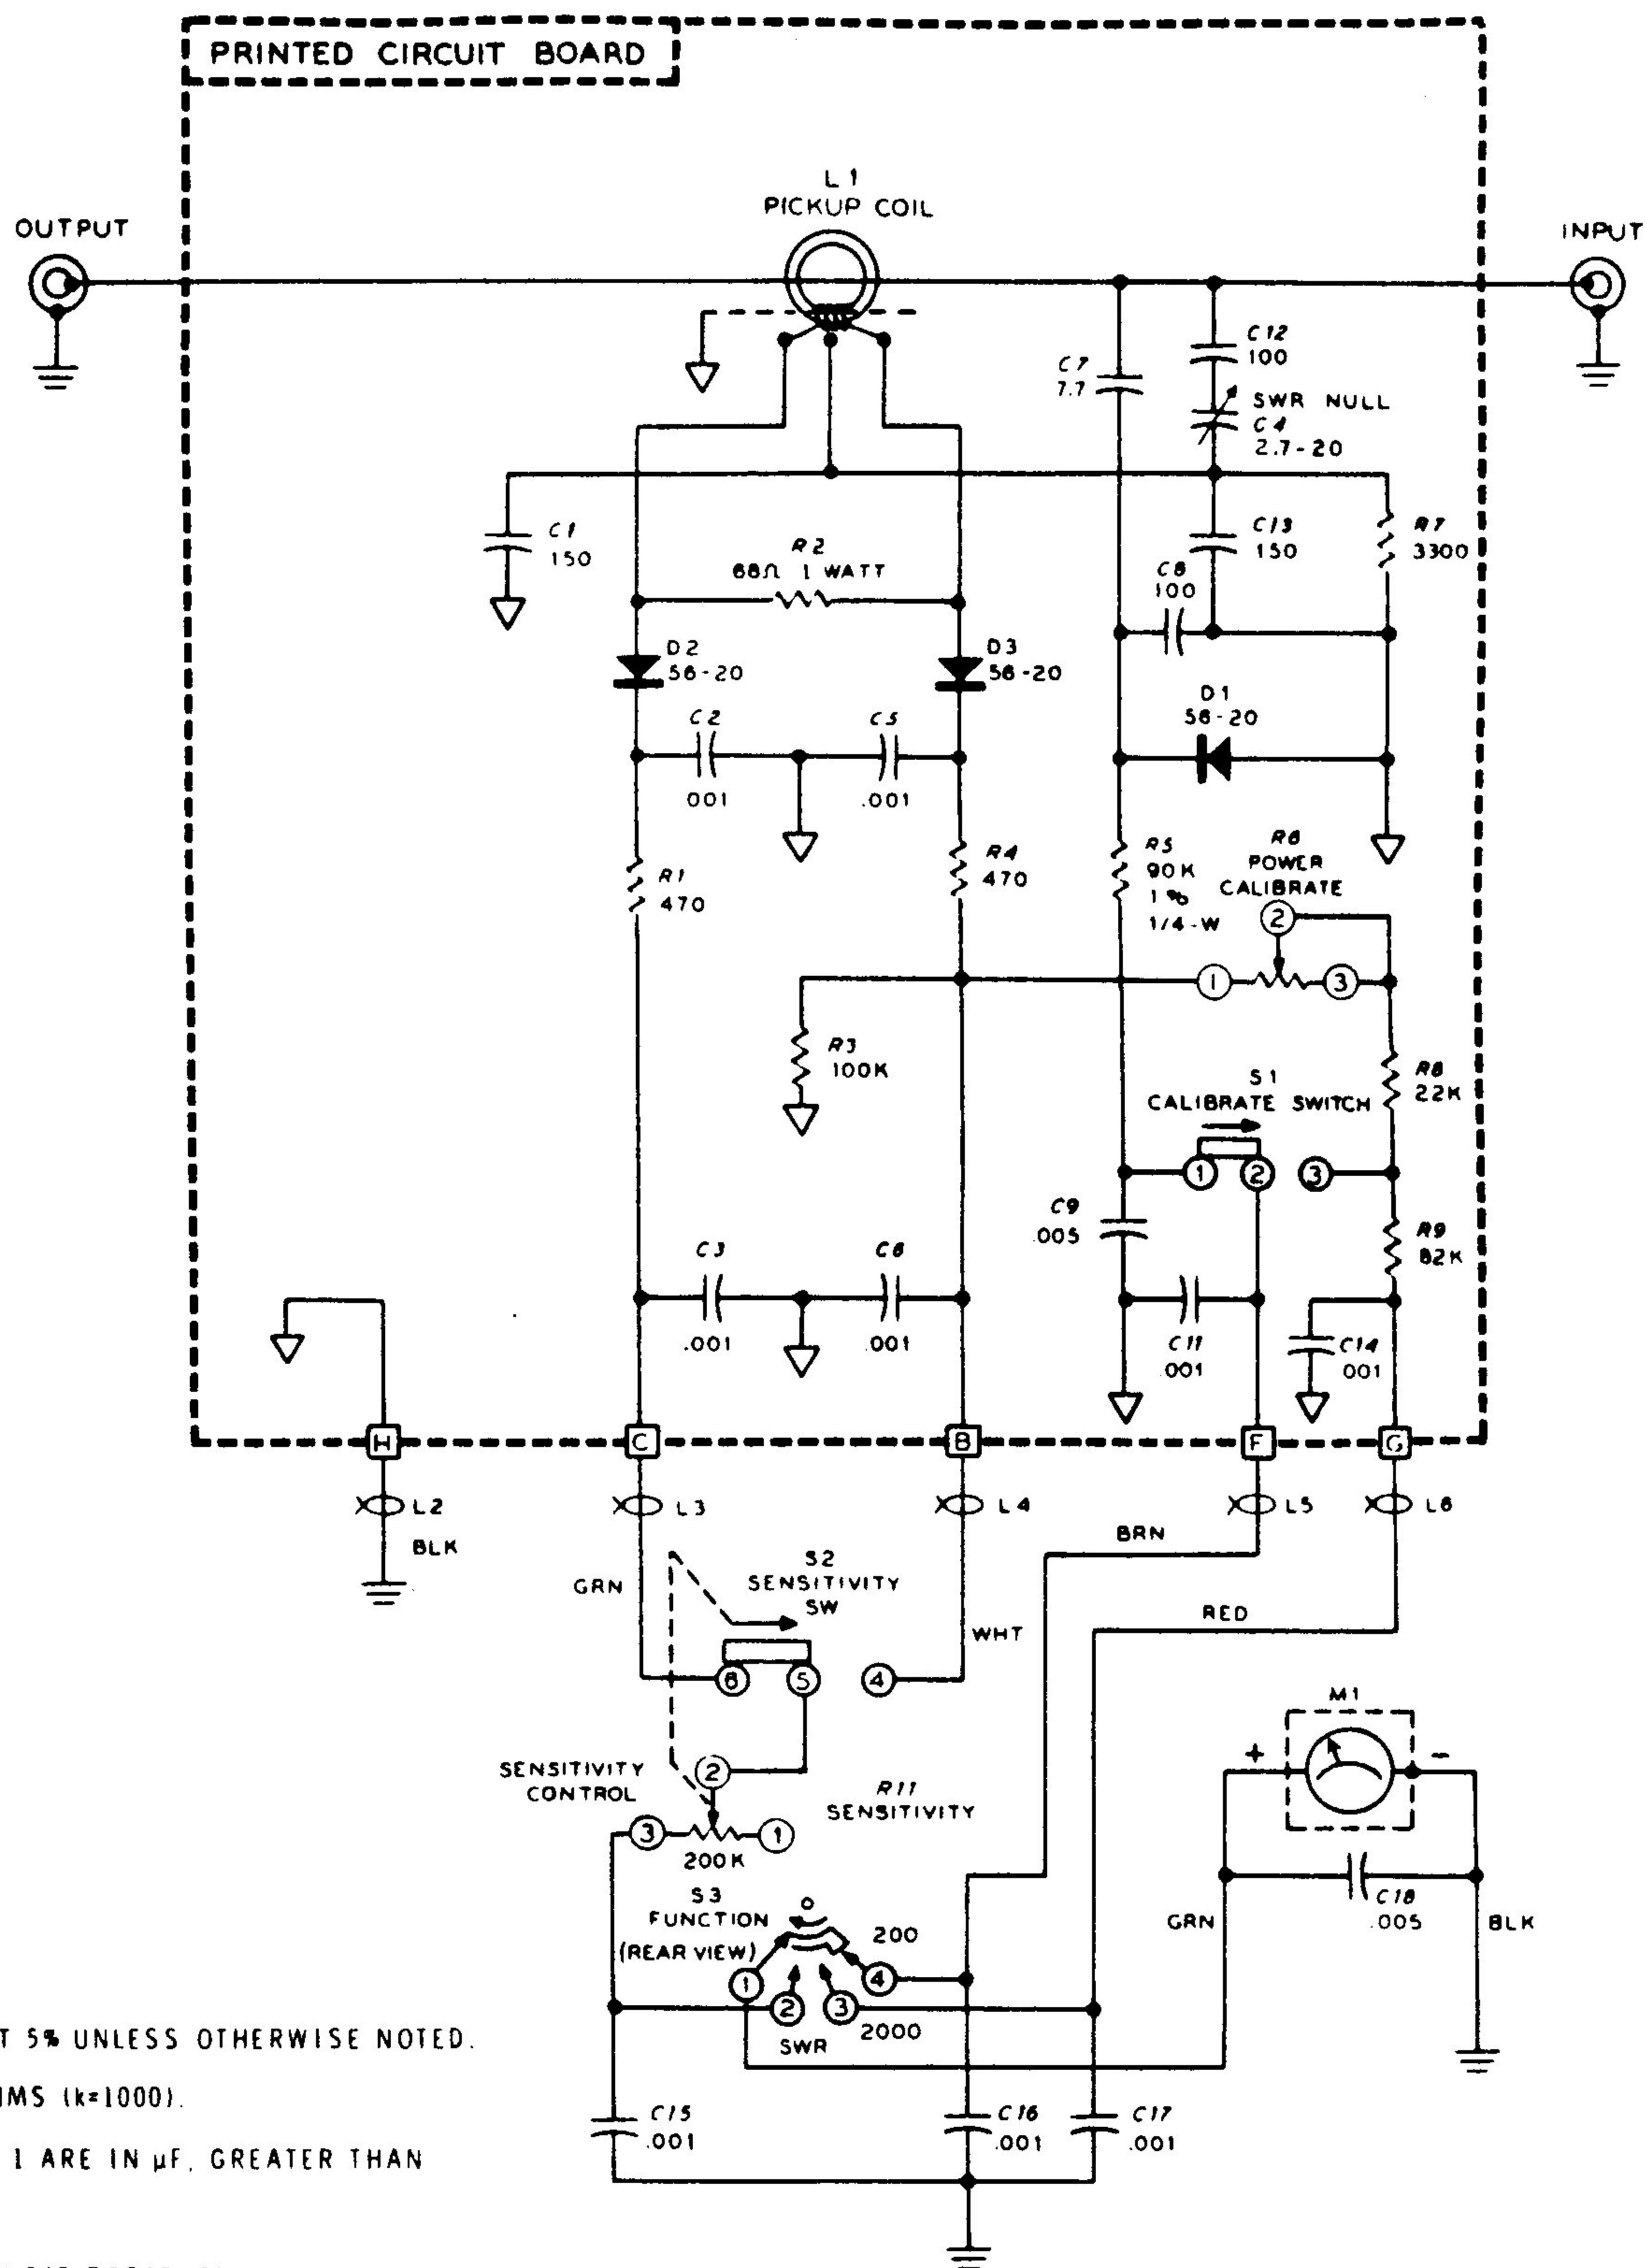 PRINTED CIRCUIT BOARD
L1
PICKUP COIL
OUTPUT
INPUT
C12
100
C7
7.7
SWR NULL
C4
2.7-20
C1
150
R2
68Ω 1 WATT
C13
150
R7
3300
C8
100
D2
56-20
D3
56-20
D1
56-20
C2
001
C5
.001
R1
470
R4
470
R5
90K
1%
1/4-W
R6
POWER
CALIBRATE
2
1
3
R3
100K
R8
22K
S1
CALIBRATE SWITCH
1
2
3
C9
.005
R9
82K
C3
.001
C6
.001
C11
.001
C14
.001
H
C
B
F
G
L2
L3
L4
L5
L6
BLK
BRN
GRN
S2
SENSITIVITY
SW
RED
WHT
6
5
4
M1
+
-
SENSITIVITY
CONTROL
2
R11
SENSITIVITY
3
1
200K
S3
FUNCTION
(REAR VIEW)
O
200
1
4
2
3
SWR
2000
GRN
C18
.005
BLK
T 5% UNLESS OTHERWISE NOTED.
MS (k=1000).
1 ARE IN µF, GREATER THAN
C15
.001
C16
.001
C17
.001